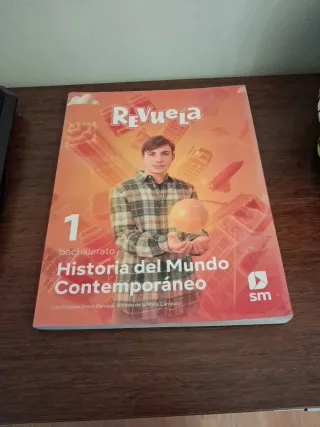 REVUELA
1
bachillerato
Historia del Mundo
Contemporáneo
sm